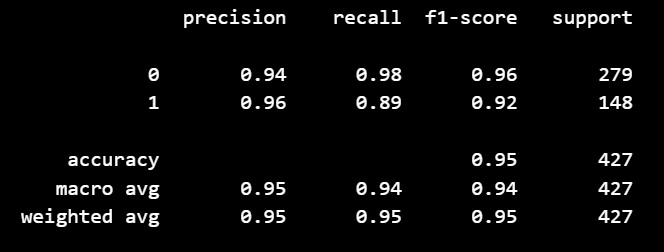 precision recall f1-score support
0 0.94 0.98 0.96 279
1 0.96 0.89 0.92 148
accuracy 0.95 427
macro avg 0.95 0.94 0.94 427
weighted avg 0.95 0.95 0.95 427